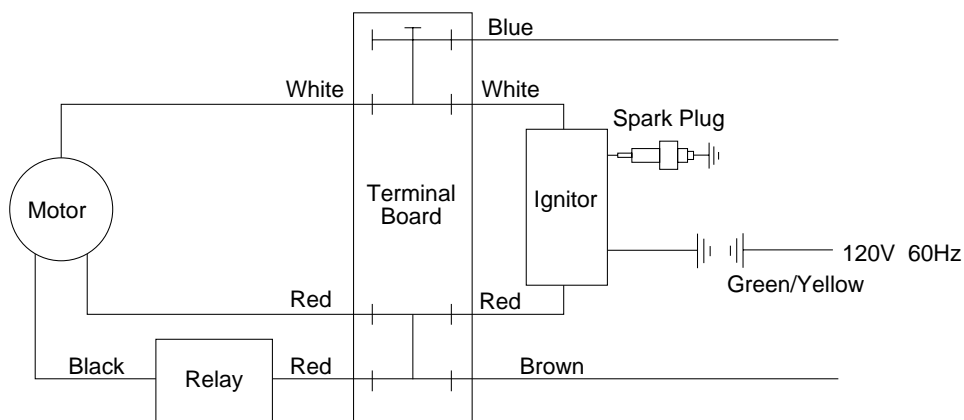 Blue
White
White
Spark Plug
Motor
Terminal
Board
Ignitor
120V 60Hz
Green/Yellow
Red
Red
Black
Relay
Red
Brown